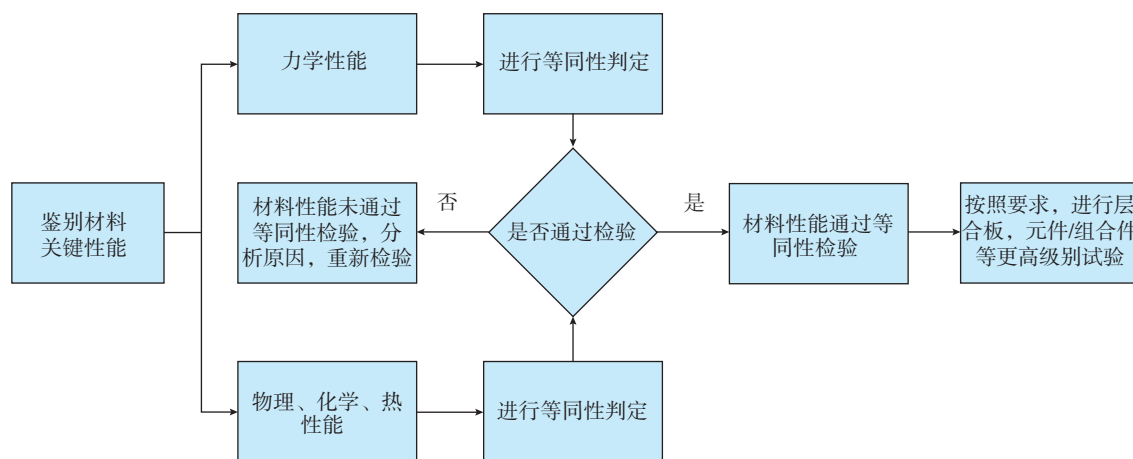 力学性能
进行等同性判定
鉴别材料
关键性能
材料性能未通过
等同性检验，分
析原因，重新检验
否
是否通过检验
是
材料性能通过等
同性检验
按照要求，进行层
合板，元件/组合件
等更高级别试验
物理、化学、热
性能
进行等同性判定